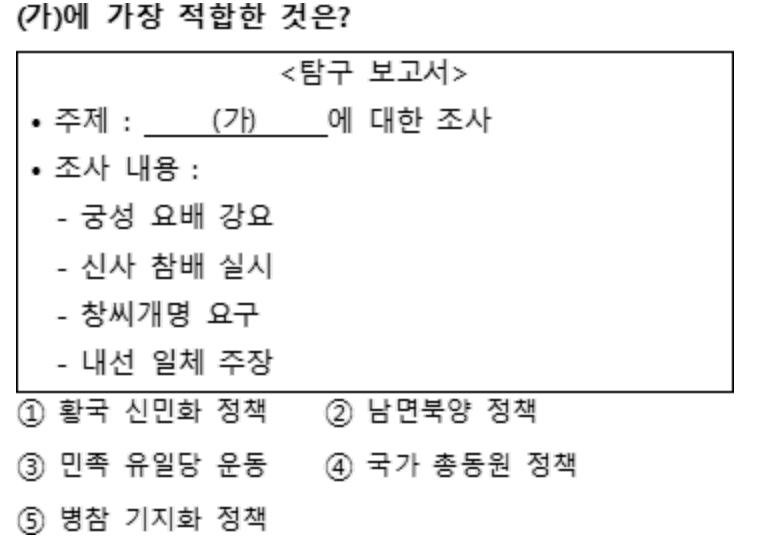 (가)에 가장 적합한 것은?
<탐구 보고서>
• 주제 : (가) 에 대한 조사
• 조사 내용 :
- 궁성 요배 강요
- 신사 참배 실시
- 창씨개명 요구
- 내선 일체 주장
① 황국 신민화 정책 ② 남면북양 정책
③ 민족 유일당 운동 ④ 국가 총동원 정책
⑤ 병참 기지화 정책